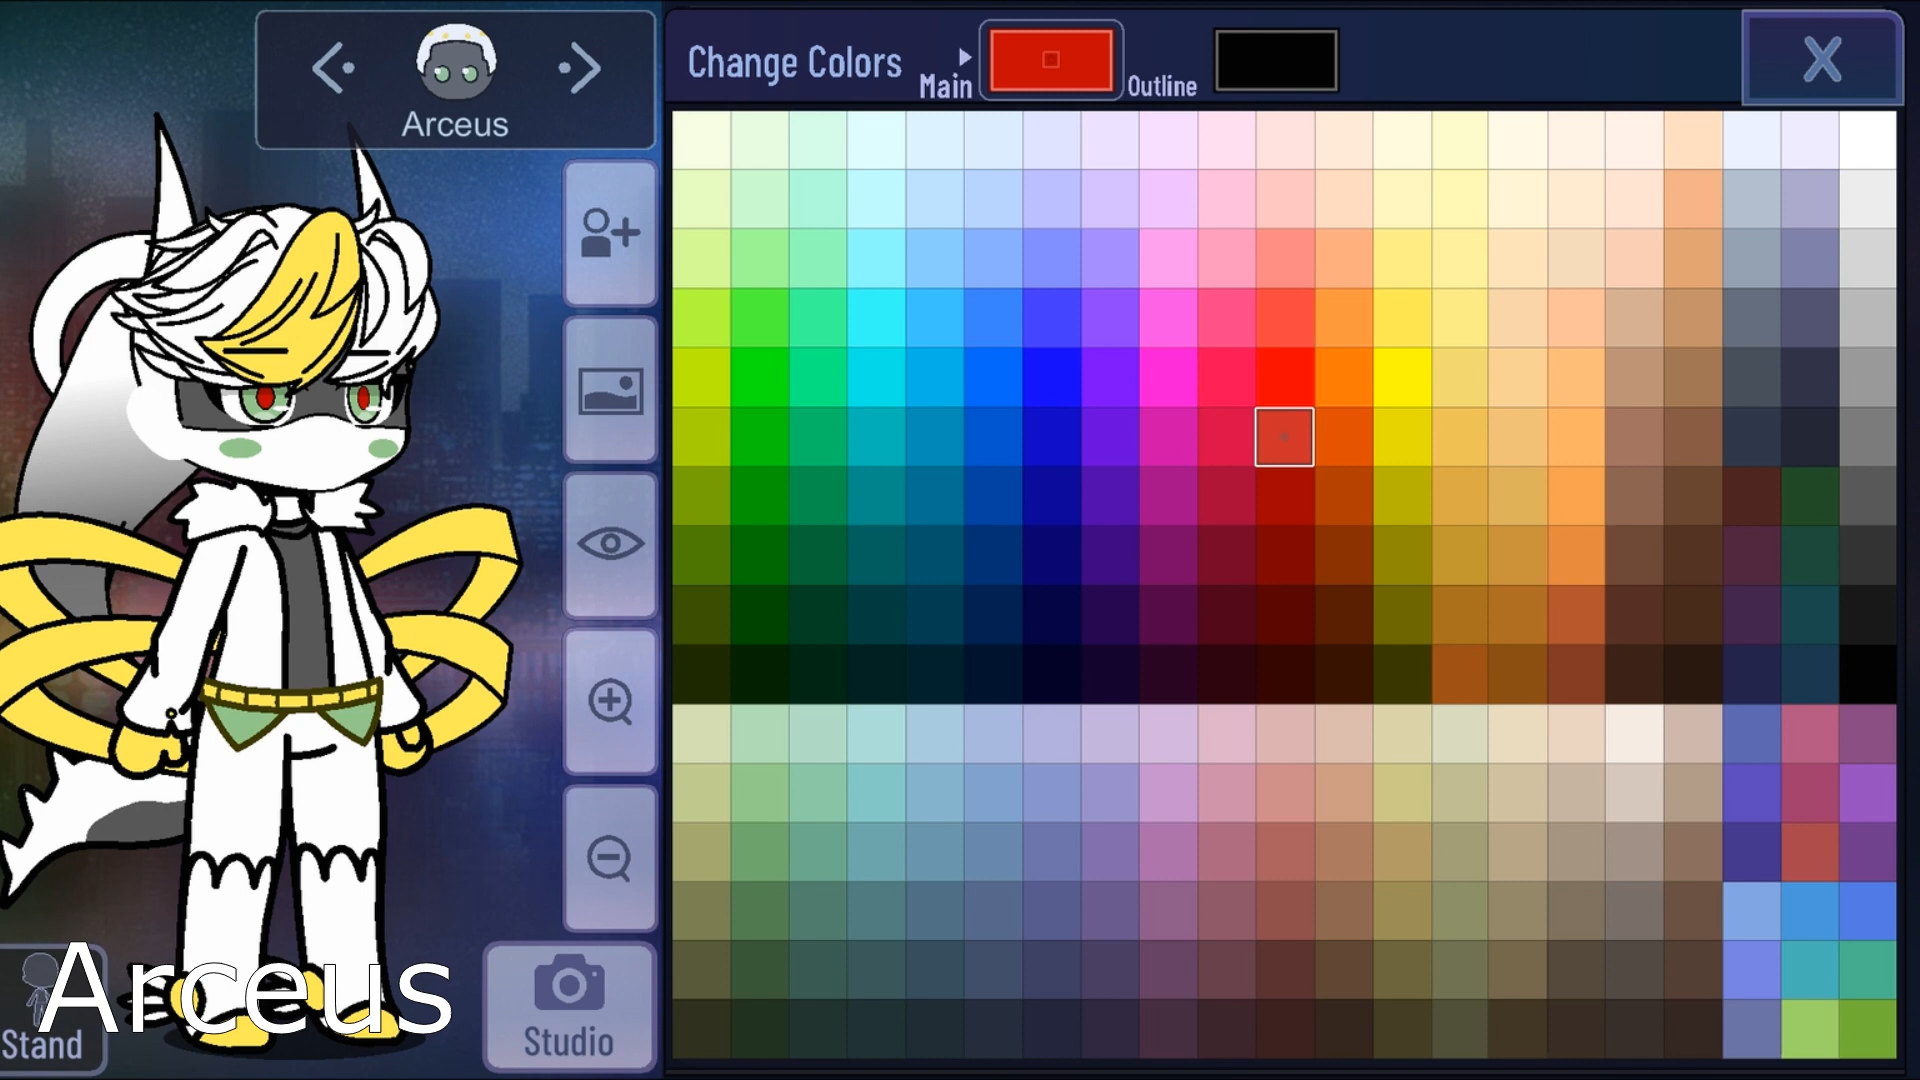 Arceus
Change Colors
Main
Outline
X
Arceus
Stand
Studio